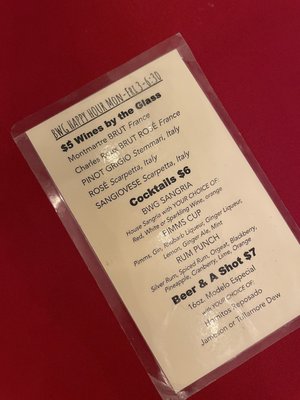 BWG HAPPY HOUR MON-FRI 3-6:30
$5 Wines by the Glass
Montmartre BRUT France
Charles BRUT ROSÉ France
PINOT GRIGIO Stemmari, Italy
ROSÉ Scarpetta, Italy
SANGIOVESE Scarpetta, Italy
Cocktails $6
BWG SANGRIA
House Sangria with YOUR CHOICE OF:
Red, White or Sparkling Wine, orange
PIMMS CUP
Pimms, Gin, Rhubarb Liqueur, Ginger Liqueur,
Lemon, Ginger Ale, Mint
RUM PUNCH
Silver Rum, Spiced Rum, Orgeat, Blackberry,
Pineapple, Cranberry, Lime, Orange
Beer & A Shot $7
16oz. Modelo Especial
with YOUR CHOICE OF:
Hornitos Reposado
Jameson or Tullamore Dew